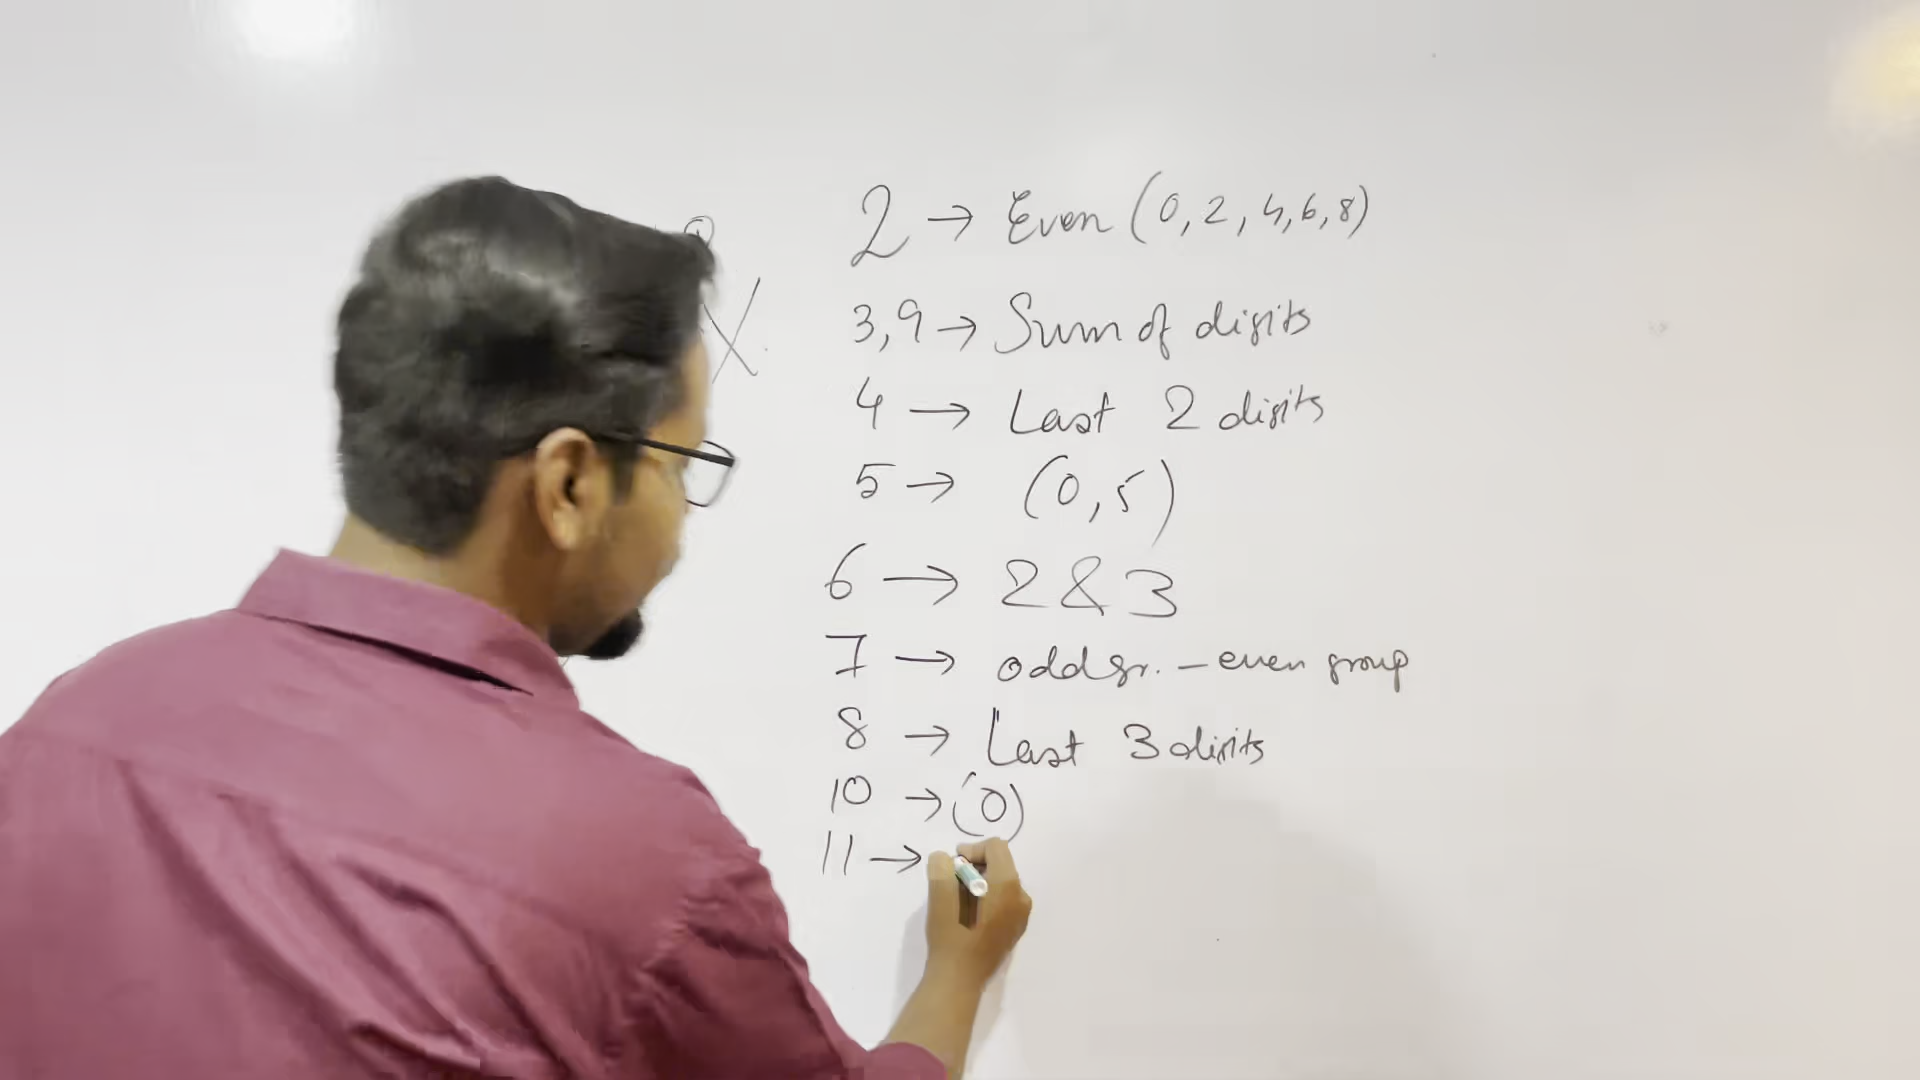 2 → Even (0, 2, 4, 6, 8)
3, 9 → Sum of digits
4 → Last 2 digits
5 → (0, 5)
6 → 2 & 3
7 → odd gr. - even group
8 → Last 3 digits
10 → (0)
11 →